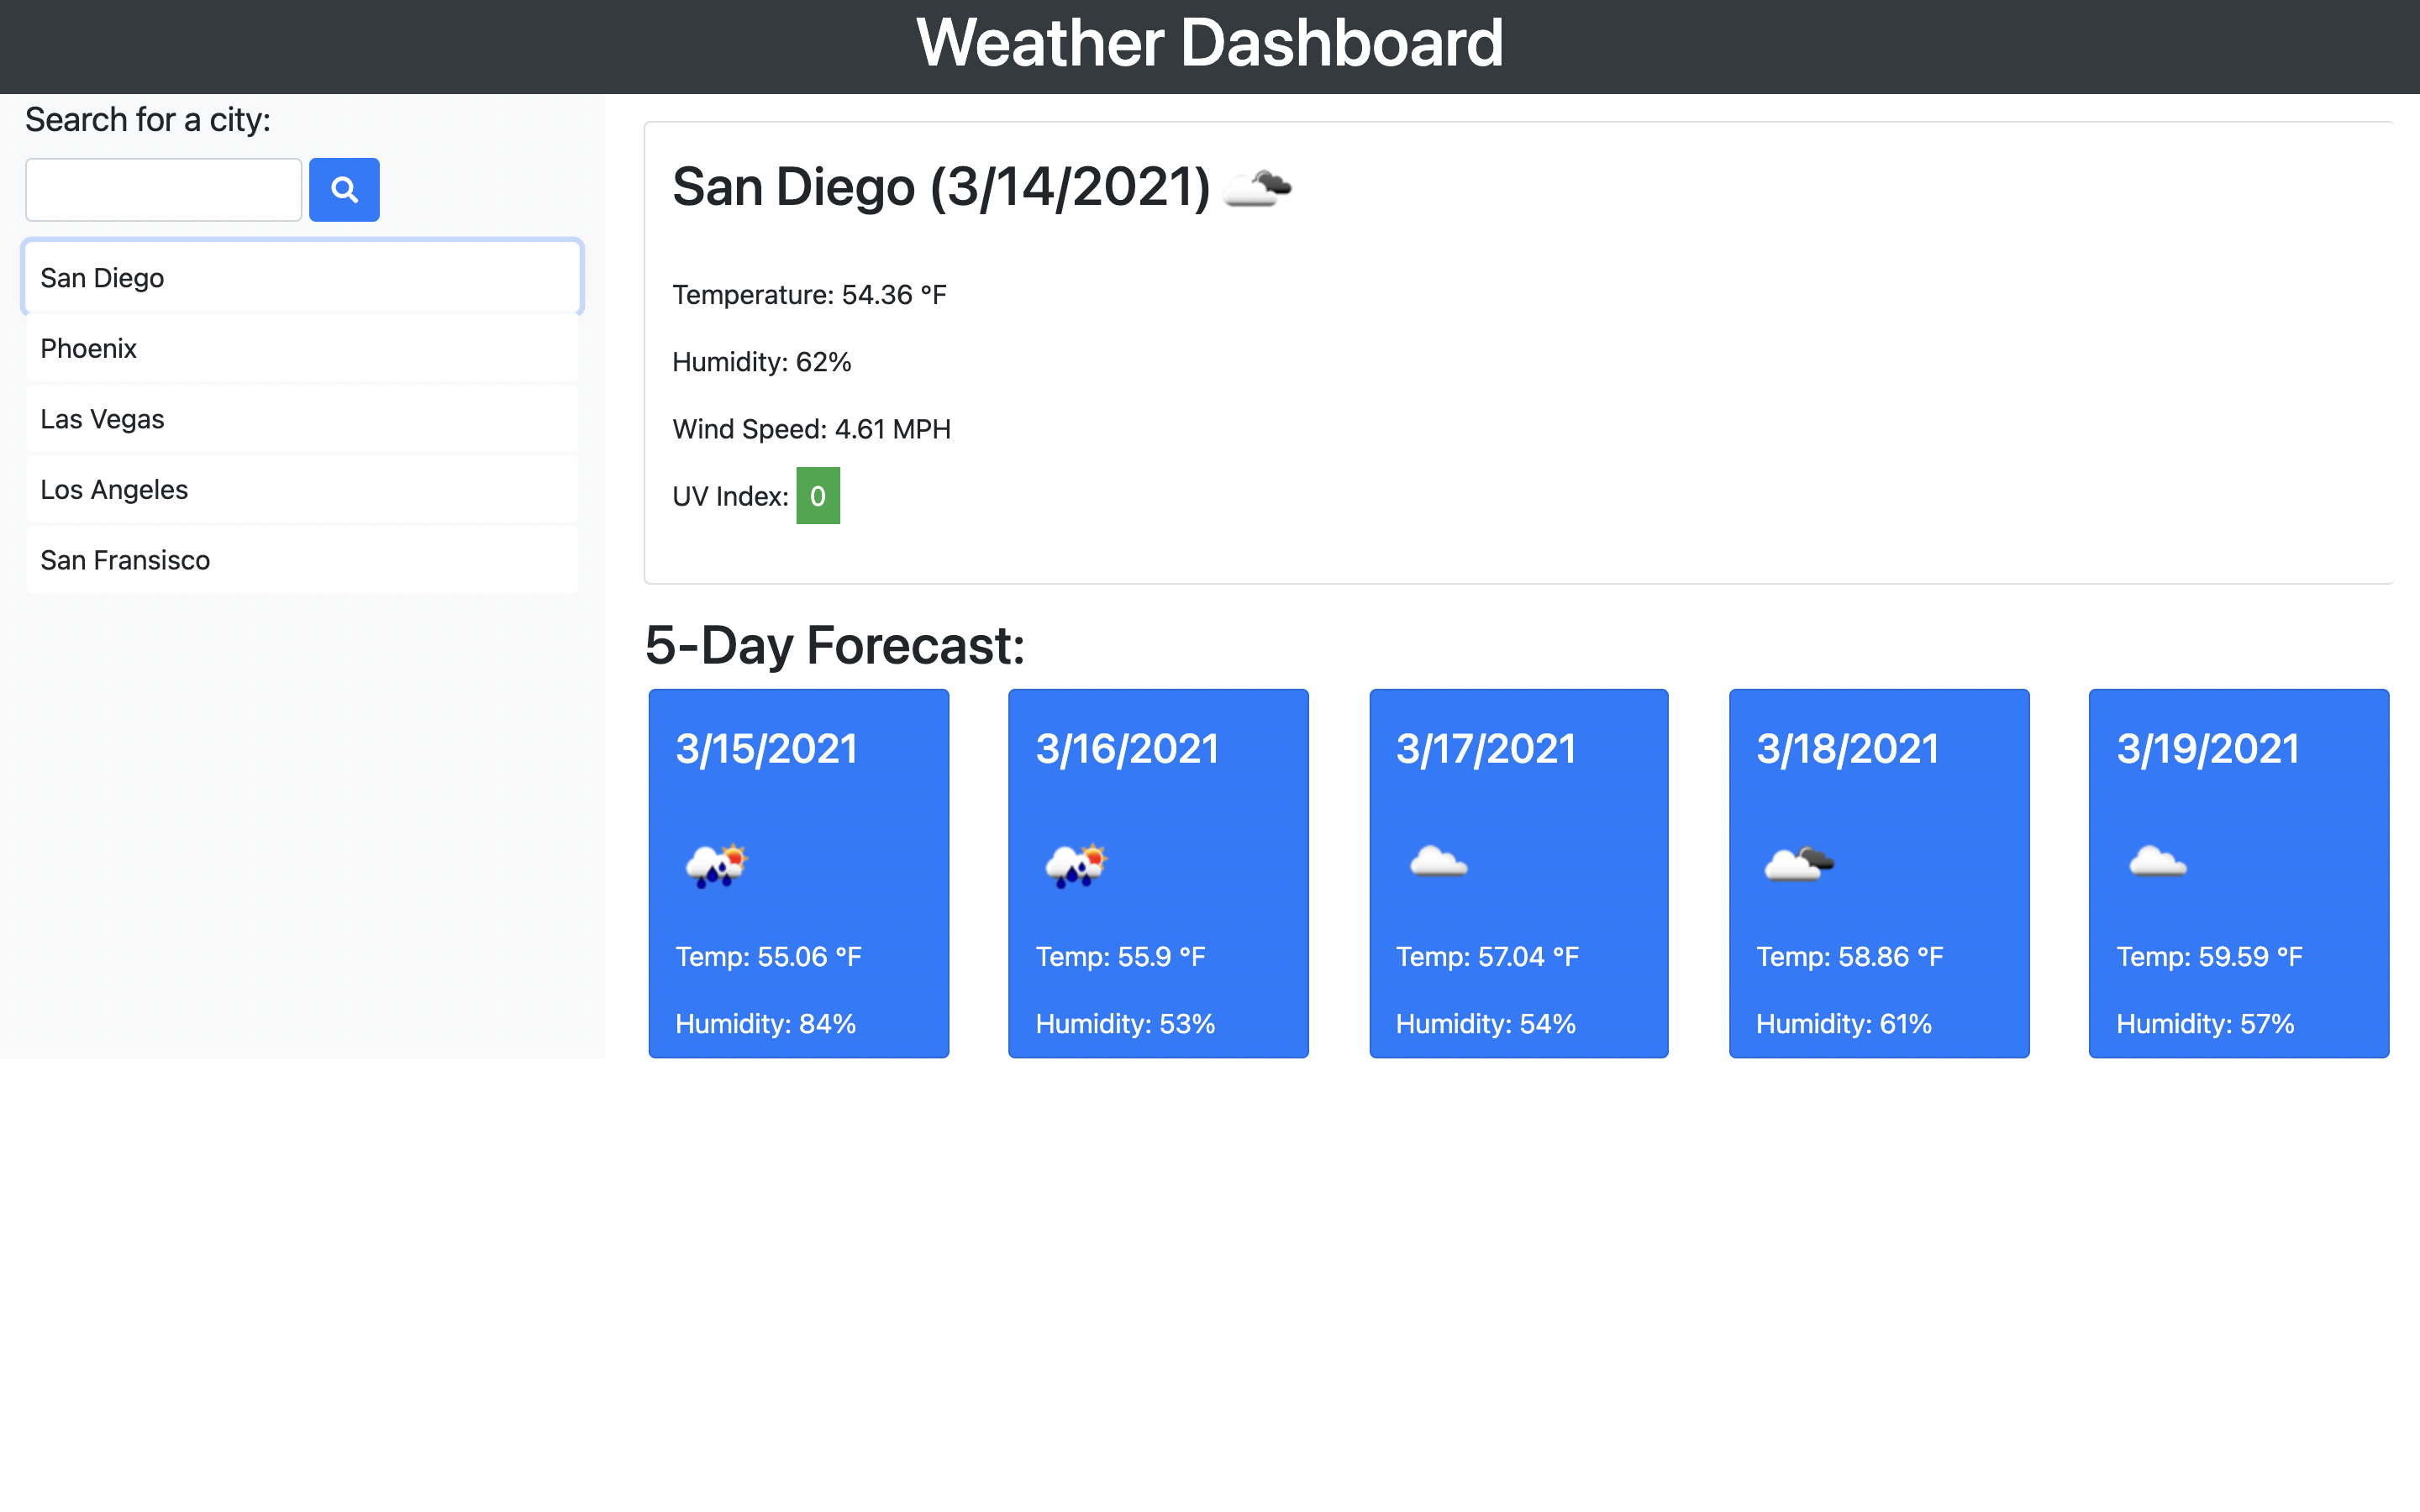 Weather Dashboard
Search for a city:
San Diego
Phoenix
Las Vegas
Los Angeles
San Fransisco
San Diego (3/14/2021)
Temperature: 54.36 °F
Humidity: 62%
Wind Speed: 4.61 MPH
UV Index: 0
5-Day Forecast:
3/15/2021
Temp: 55.06 °F
Humidity: 84%
3/16/2021
Temp: 55.9 °F
Humidity: 53%
3/17/2021
Temp: 57.04 °F
Humidity: 54%
3/18/2021
Temp: 58.86 °F
Humidity: 61%
3/19/2021
Temp: 59.59 °F
Humidity: 57%